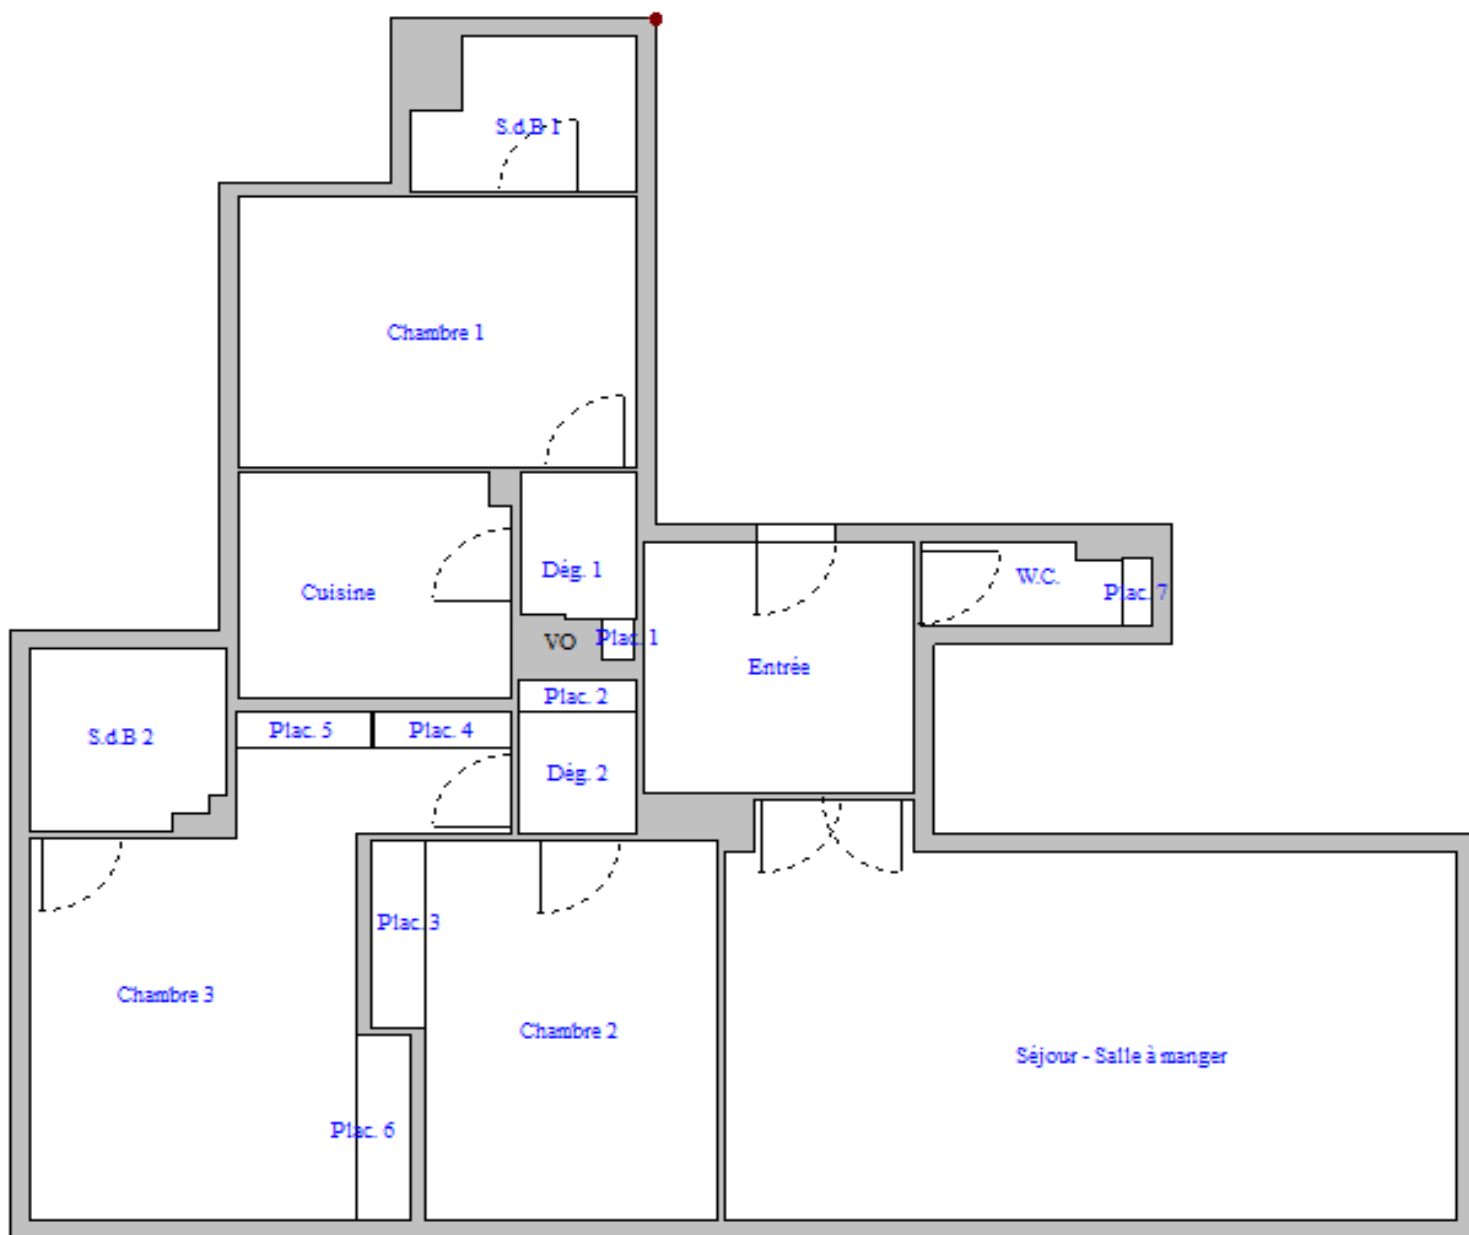 S.d.B 1
Chambre 1
Cuisine
Dég. 1
W.C.
Plac. 7
VO
Plac. 1
Entrée
Plac. 2
Plac. 5
Plac. 4
S.d.B 2
Dég. 2
Plac. 3
Chambre 3
Chambre 2
Séjour - Salle à manger
Plac. 6